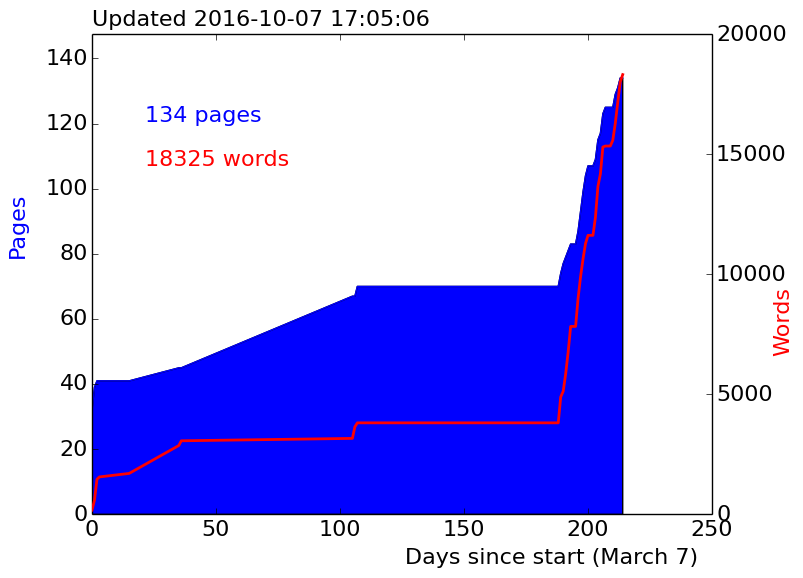 Updated 2016-10-07 17:05:06
134 pages
18325 words
Pages
140
120
100
80
60
40
20
0
20000
15000
10000
5000
0
Words
0 50 100 150 200 250
Days since start (March 7)